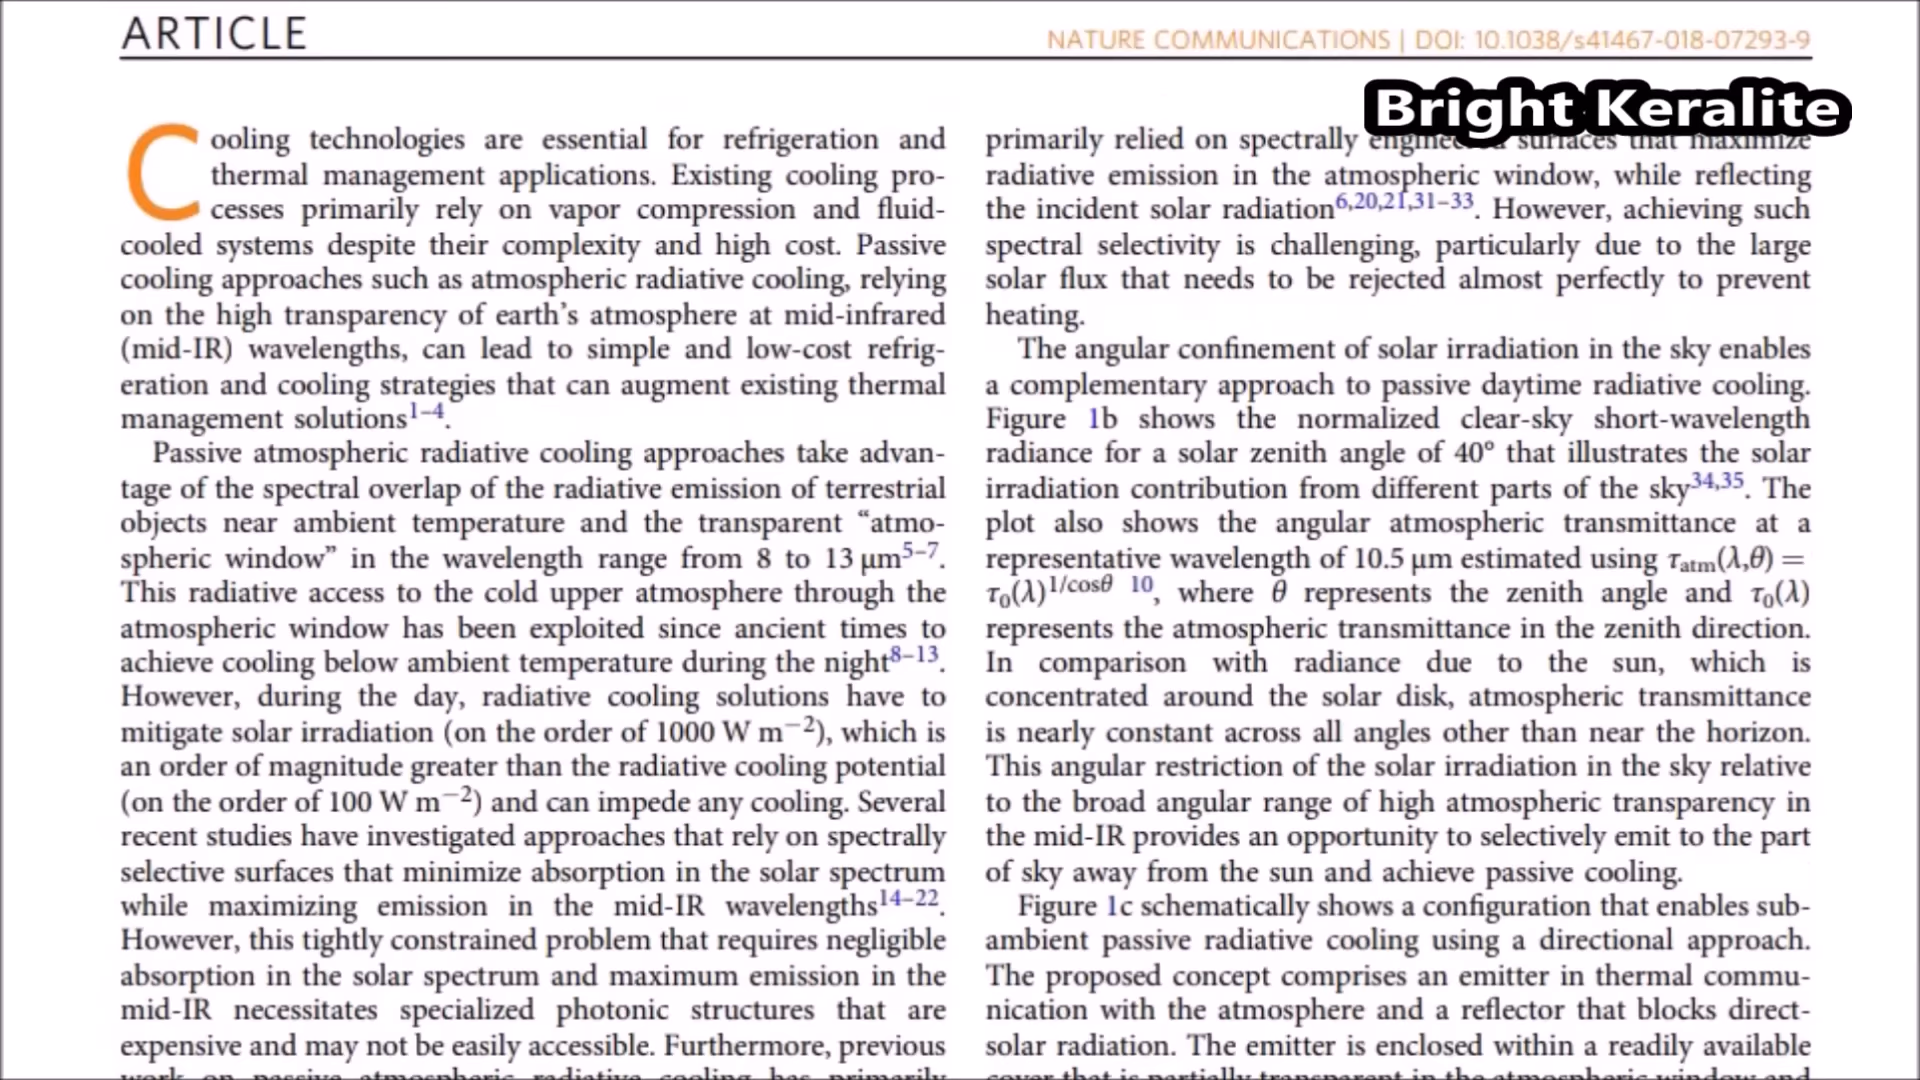 ARTICLE
NATURE COMMUNICATIONS | DOI: 10.1038/s41467-018-07293-9
Bright Keralite
Cooling technologies are essential for refrigeration and
thermal management applications. Existing cooling pro-
cesses primarily rely on vapor compression and fluid-
cooled systems despite their complexity and high cost. Passive
cooling approaches such as atmospheric radiative cooling, relying
on the high transparency of earth's atmosphere at mid-infrared
(mid-IR) wavelengths, can lead to simple and low-cost refrig-
eration and cooling strategies that can augment existing thermal
management solutions1–4.
Passive atmospheric radiative cooling approaches take advan-
tage of the spectral overlap of the radiative emission of terrestrial
objects near ambient temperature and the transparent “atmo-
spheric window” in the wavelength range from 8 to 13 µm5–7.
This radiative access to the cold upper atmosphere through the
atmospheric window has been exploited since ancient times to
achieve cooling below ambient temperature during the night8–13.
However, during the day, radiative cooling solutions have to
mitigate solar irradiation (on the order of 1000 W m−2), which is
an order of magnitude greater than the radiative cooling potential
(on the order of 100 W m−2) and can impede any cooling. Several
recent studies have investigated approaches that rely on spectrally
selective surfaces that minimize absorption in the solar spectrum
while maximizing emission in the mid-IR wavelengths14–22.
However, this tightly constrained problem that requires negligible
absorption in the solar spectrum and maximum emission in the
mid-IR necessitates specialized photonic structures that are
expensive and may not be easily accessible. Furthermore, previous
work on passive atmospheric radiative cooling has primarily
primarily relied on spectrally surfaces that maximize
radiative emission in the atmospheric window, while reflecting
the incident solar radiation6,20,21,31–33. However, achieving such
spectral selectivity is challenging, particularly due to the large
solar flux that needs to be rejected almost perfectly to prevent
heating.
The angular confinement of solar irradiation in the sky enables
a complementary approach to passive daytime radiative cooling.
Figure 1b shows the normalized clear-sky short-wavelength
radiance for a solar zenith angle of 40° that illustrates the solar
irradiation contribution from different parts of the sky34,35. The
plot also shows the angular atmospheric transmittance at a
representative wavelength of 10.5 µm estimated using τatm(λ,θ) =
τ0(λ)1/cosθ 10, where θ represents the zenith angle and τ0(λ)
represents the atmospheric transmittance in the zenith direction.
In comparison with radiance due to the sun, which is
concentrated around the solar disk, atmospheric transmittance
is nearly constant across all angles other than near the horizon.
This angular restriction of the solar irradiation in the sky relative
to the broad angular range of high atmospheric transparency in
the mid-IR provides an opportunity to selectively emit to the part
of sky away from the sun and achieve passive cooling.
Figure 1c schematically shows a configuration that enables sub-
ambient passive radiative cooling using a directional approach.
The proposed concept comprises an emitter in thermal commu-
nication with the atmosphere and a reflector that blocks direct-
solar radiation. The emitter is enclosed within a readily available
cover that is partially transparent in the atmospheric window and